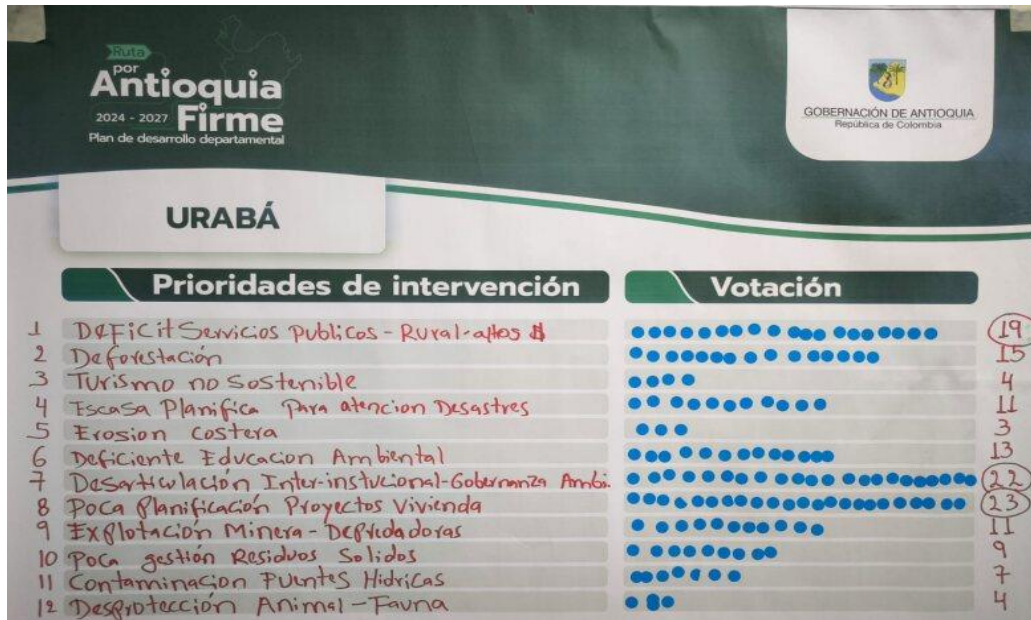 Ruta
por
Antioquia
2024 - 2027 Firme
Plan de desarrollo departamental
GOBERNACIÓN DE ANTIOQUIA
República de Colombia
URABÁ
Prioridades de intervención Votación
1 DéFiCit Servicios publicos - Rural - altos $ 19
2 Deforestación 15
3 Turismo no Sostenible 4
4 Escasa Planifica Para atencion Desastres 11
5 Erosion costera 3
6 Deficiente Educacion Ambiental 13
7 Desarticulación Inter-instucional-Gobernanza Ambi. 22
8 Poca Planificación Proyectos Vivienda 23
9 Explotación Minera - Depredadoras 11
10 Poca gestión Residuos Solidos 9
11 Contaminacion Fuentes Hidricas 7
12 Desprotección Animal - Fauna 4